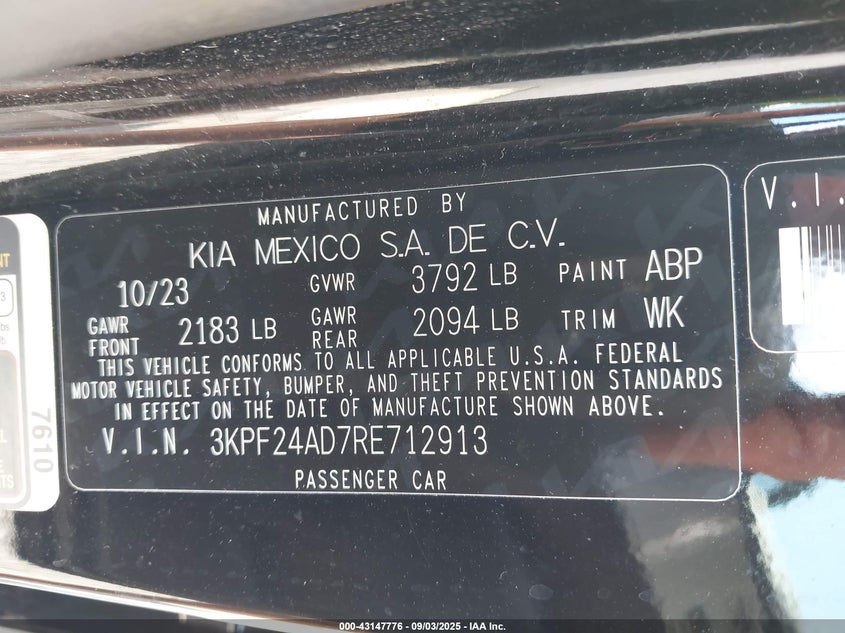 MANUFACTURED BY
KIA MEXICO S.A. DE C.V.
10/23 GVWR 3792 LB PAINT ABP
GAWR FRONT 2183 LB GAWR REAR 2094 LB TRIM WK
THIS VEHICLE CONFORMS TO ALL APPLICABLE U.S.A. FEDERAL
MOTOR VEHICLE SAFETY, BUMPER, AND THEFT PREVENTION STANDARDS
IN EFFECT ON THE DATE OF MANUFACTURE SHOWN ABOVE.
V.I.N. 3KPF24AD7RE712913
PASSENGER CAR
7610
V.I.
000-43147776 - 09/03/2025 - IAA Inc.